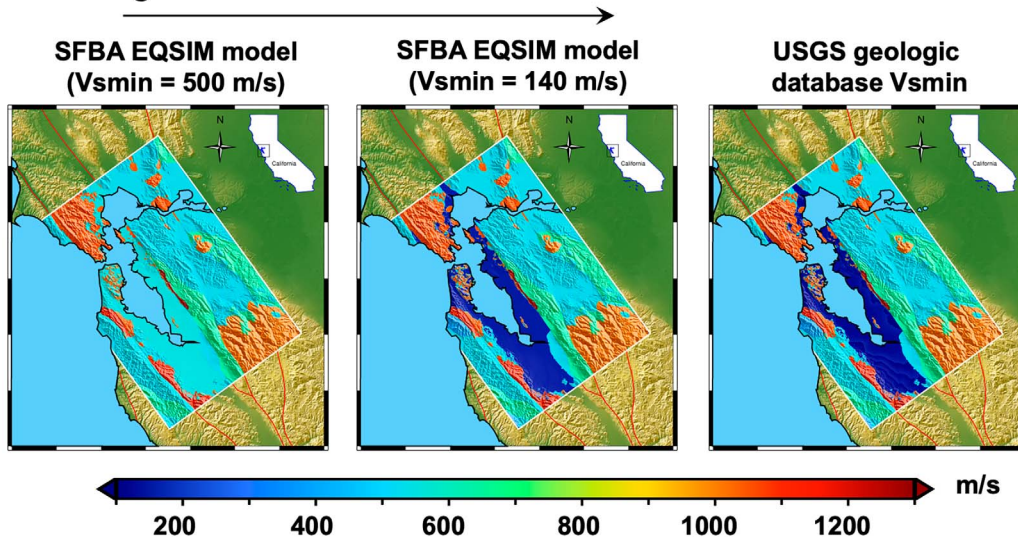 SFBA EQSIM model
(Vsmin = 500 m/s)
SFBA EQSIM model
(Vsmin = 140 m/s)
USGS geologic
database Vsmin
N
California
N
California
N
California
m/s
200 400 600 800 1000 1200